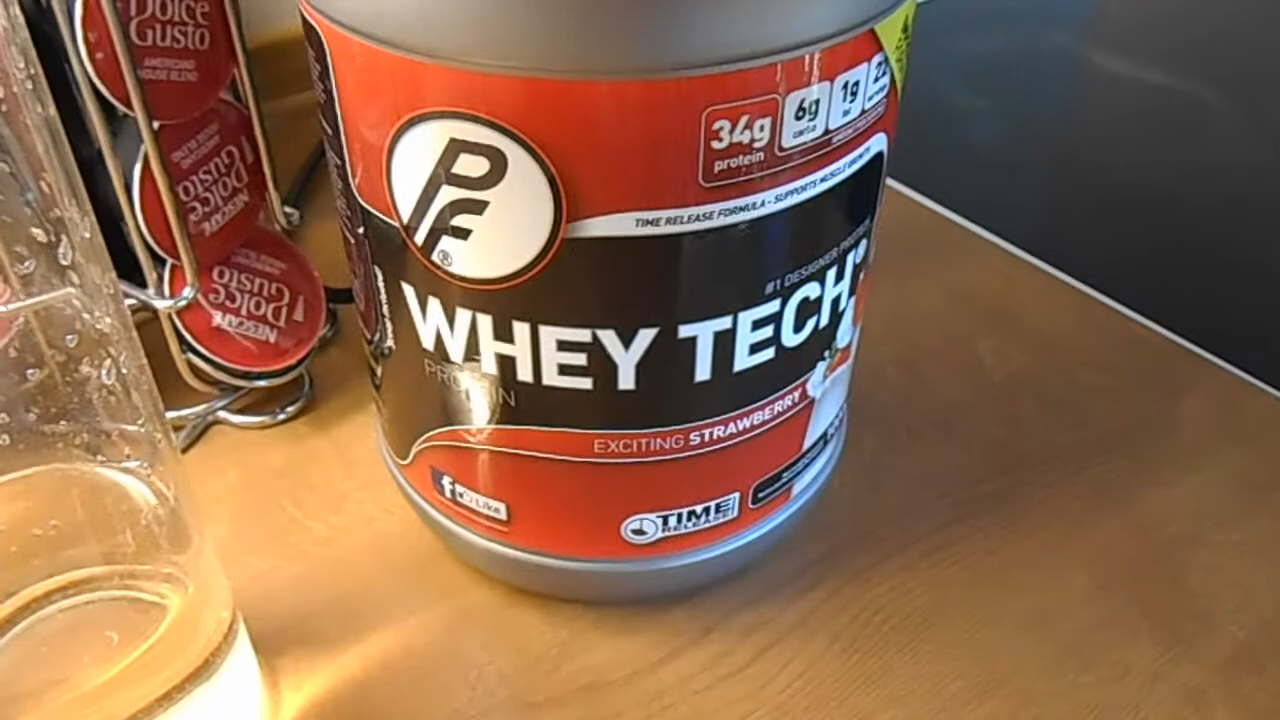 Dolce
Gusto
AMERICANO
HOUSE BLEND
NESCAFÉ
Dolce
Gusto
NESCAFÉ
Dolce
Gusto
PF
®
34g
protein
6g
carbs
1g
fat
22
TIME RELEASE FORMULA - SUPPORTS MUSCLE GROWTH
#1 DESIGNER PROTEIN
WHEY TECH
PROTEIN
EXCITING STRAWBERRY
f Like
TIME
RELEASE